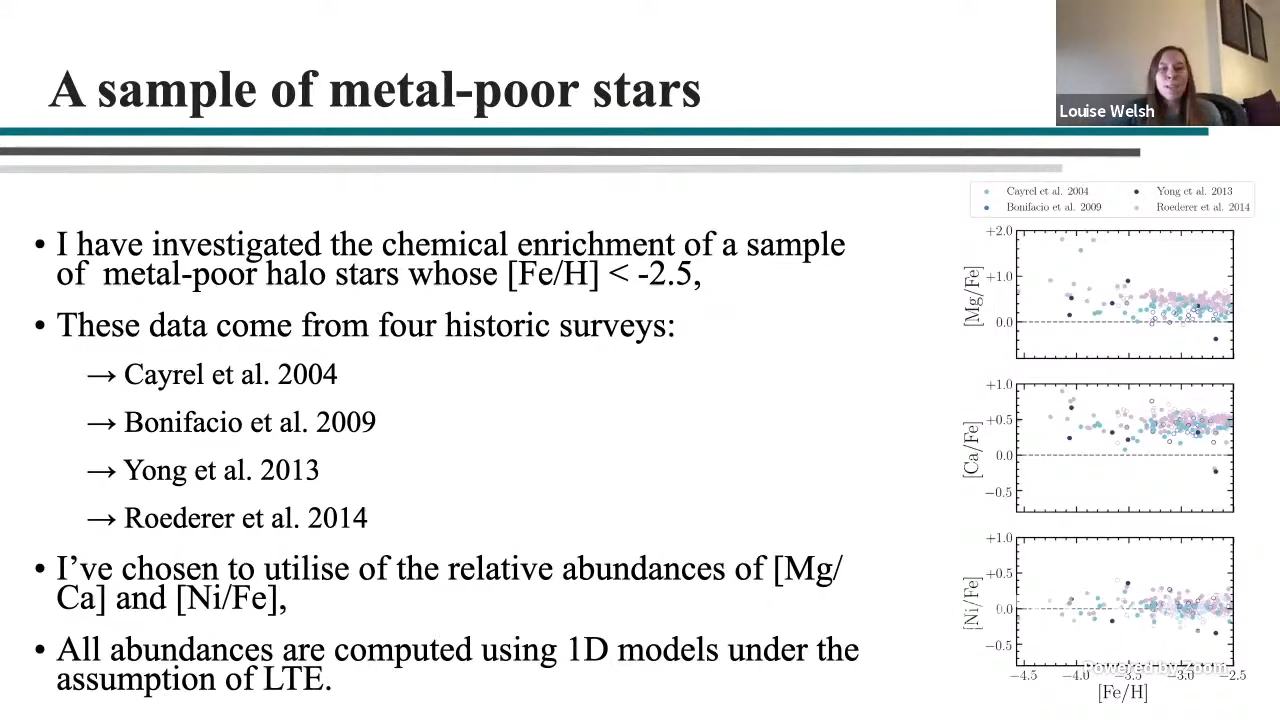 A sample of metal-poor stars
Louise Welsh
• I have investigated the chemical enrichment of a sample
of metal-poor halo stars whose [Fe/H] < -2.5,
• These data come from four historic surveys:
→ Cayrel et al. 2004
→ Bonifacio et al. 2009
→ Yong et al. 2013
→ Roederer et al. 2014
• I’ve chosen to utilise of the relative abundances of [Mg/
Ca] and [Ni/Fe],
• All abundances are computed using 1D models under the
assumption of LTE.
Cayrel et al. 2004 Yong et al. 2013
Bonifacio et al. 2009 Roederer et al. 2014
+2.0
+1.0
0.0
[Mg/Fe]
+1.0
+0.5
0.0
−0.5
[Ca/Fe]
+1.0
+0.5
0.0
−0.5
[Ni/Fe]
Powered by Zoom
−4.5 −4.0 −3.5 −3.0 −2.5
[Fe/H]